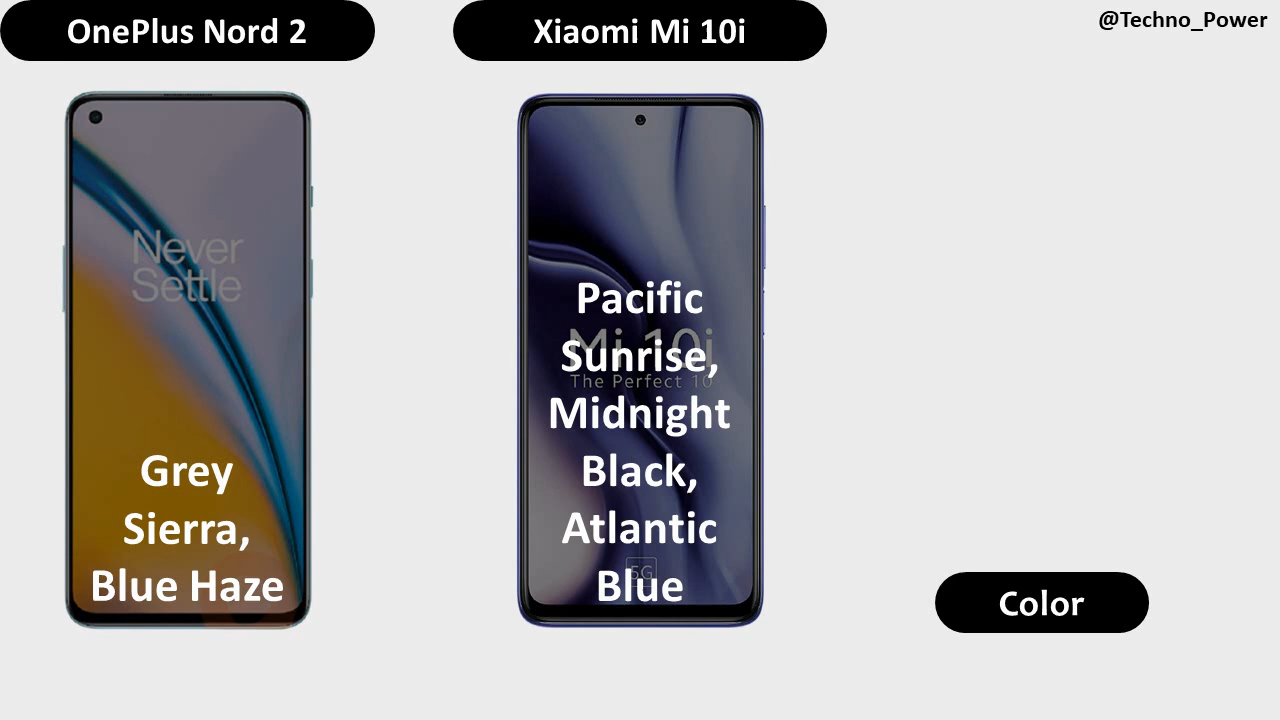 OnePlus Nord 2
Xiaomi Mi 10i
@Techno_Power
Never
Settle
Grey
Sierra,
Blue Haze
Mi 10i
The Perfect 10
Pacific
Sunrise,
Midnight
Black,
Atlantic
Blue
5G
Color